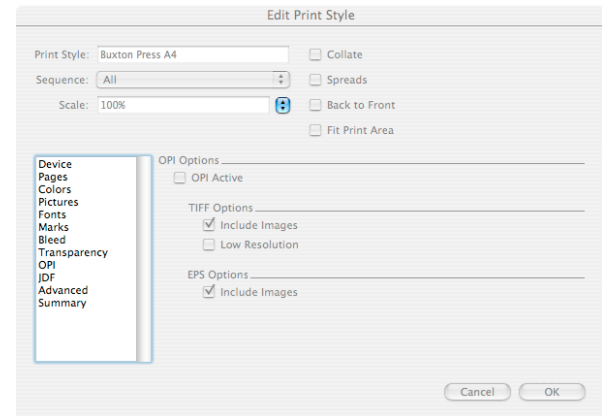 Edit Print Style
Print Style: Buxton Press A4
Collate
Sequence: All
Spreads
Scale: 100%
Back to Front
Fit Print Area
Device
Pages
Colors
Pictures
Fonts
Marks
Bleed
Transparency
OPI
JDF
Advanced
Summary
OPI Options
OPI Active
TIFF Options
Include Images
Low Resolution
EPS Options
Include Images
Cancel
OK